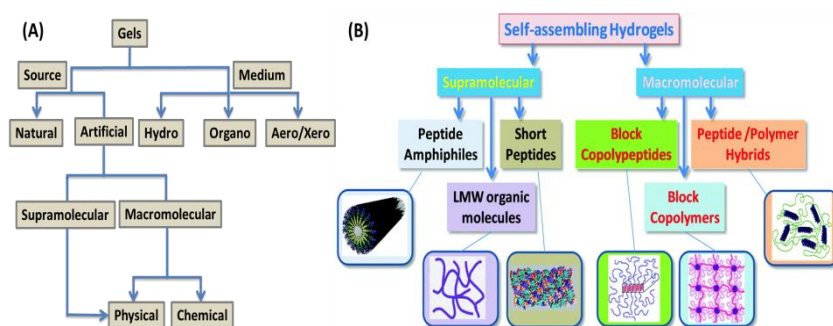 (A)
Gels
Source
Medium
Natural
Artificial
Hydro
Organo
Aero/Xero
Supramolecular
Macromolecular
Physical
Chemical
(B)
Self-assembling Hydrogels
Supramolecular
Macromolecular
Peptide
Amphiphiles
Short
Peptides
Block
Copolypeptides
Peptide /Polymer
Hybrids
LMW organic
molecules
Block
Copolymers